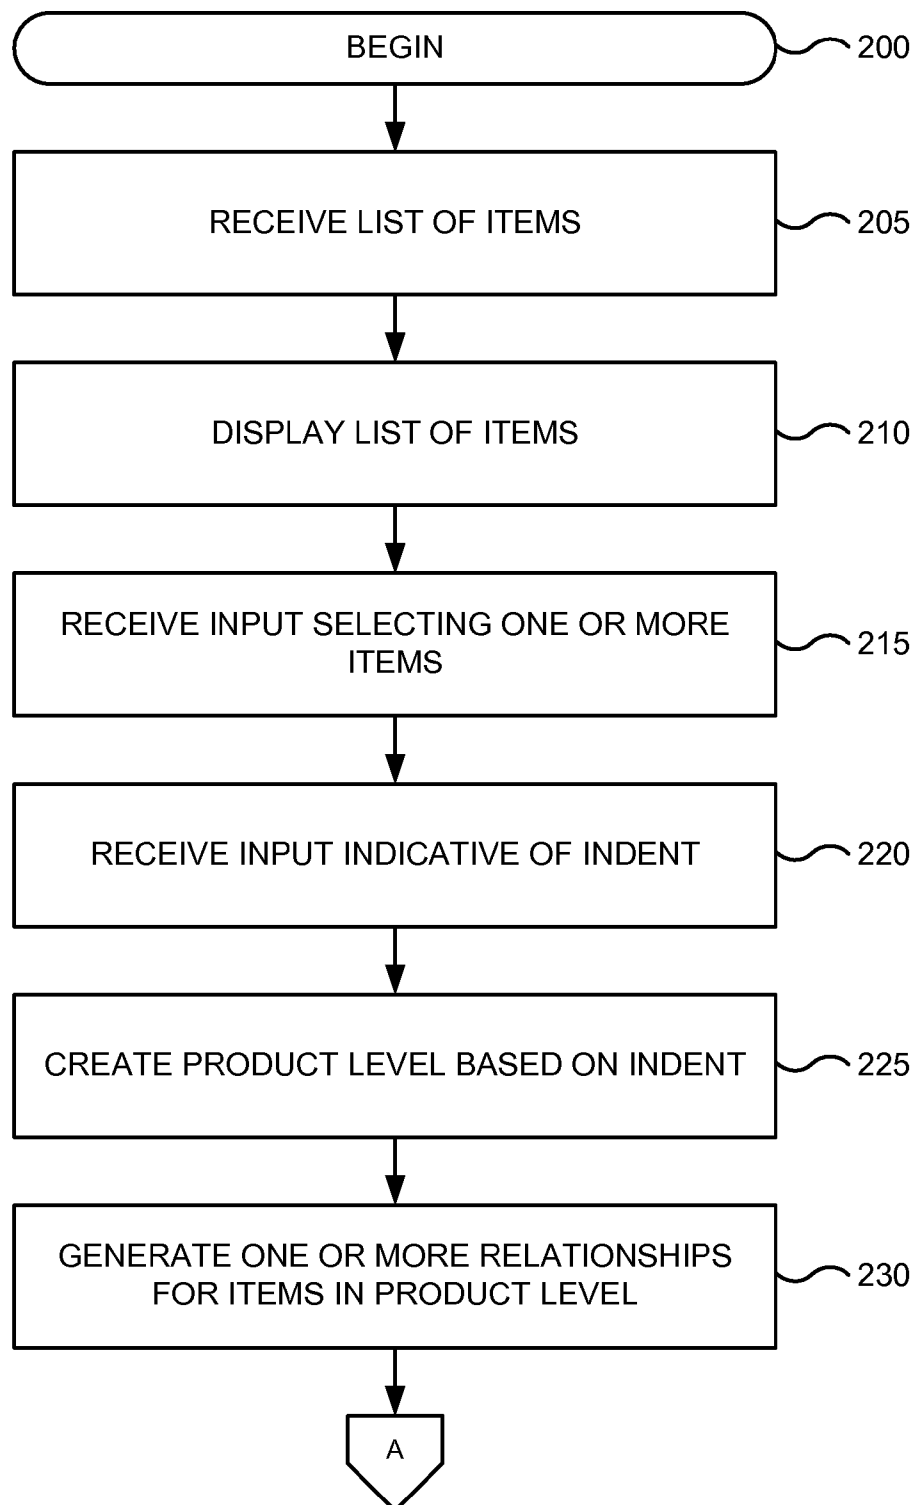 BEGIN
200
RECEIVE LIST OF ITEMS
205
DISPLAY LIST OF ITEMS
210
RECEIVE INPUT SELECTING ONE OR MORE
ITEMS
215
RECEIVE INPUT INDICATIVE OF INDENT
220
CREATE PRODUCT LEVEL BASED ON INDENT
225
GENERATE ONE OR MORE RELATIONSHIPS
FOR ITEMS IN PRODUCT LEVEL
230
A